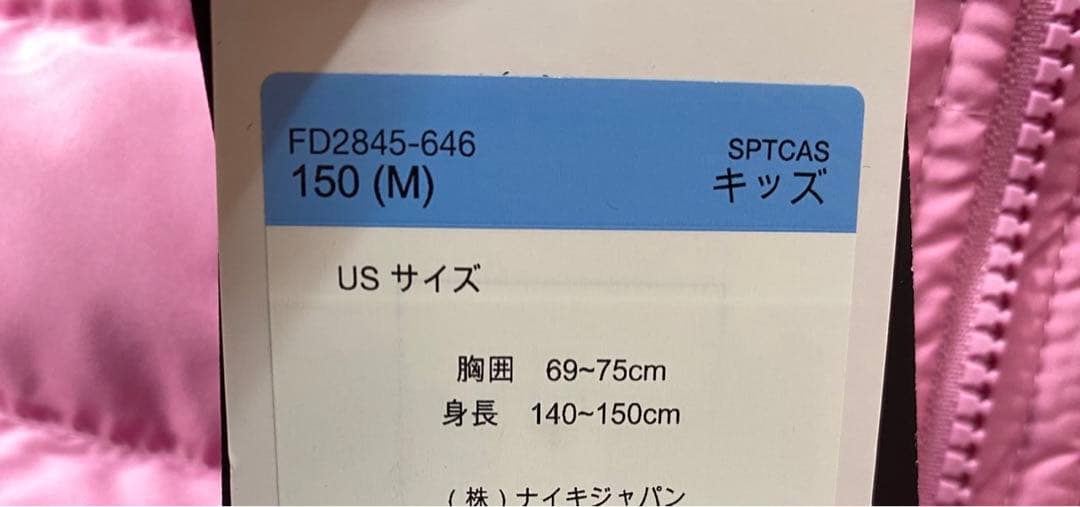 FD2845-646
SPTCAS
150 (M)
キッズ
US サイズ
胸囲 69~75cm
身長 140~150cm
(株)ナイキジャパン